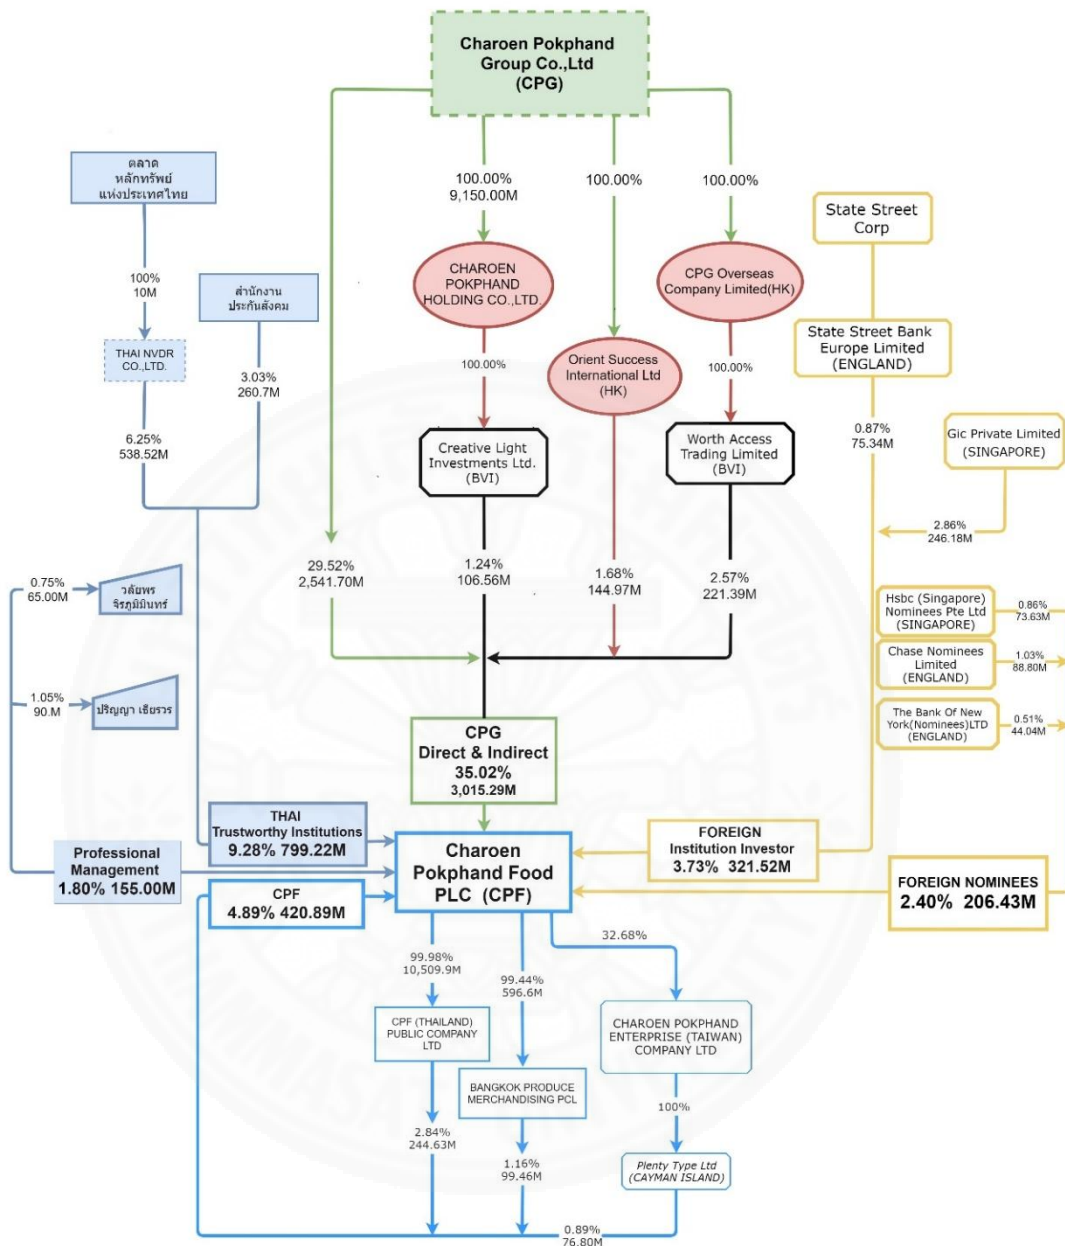 Charoen Pokphand
Group Co.,Ltd
(CPG)
ตลาด
หลักทรัพย์
แห่งประเทศไทย
100.00%
9,150.00M
100.00%
100.00%
State Street
Corp
100%
10M
สำนักงาน
ประกันสังคม
CHAROEN
POKPHAND
HOLDING CO.,LTD.
CPG Overseas
Company Limited(HK)
THAI NVDR
CO.,LTD.
State Street Bank
Europe Limited
(ENGLAND)
3.03%
260.7M
100.00%
Orient Success
International Ltd
(HK)
100.00%
6.25%
538.52M
Creative Light
Investments Ltd.
(BVI)
Worth Access
Trading Limited
(BVI)
0.87%
75.34M
Gic Private Limited
(SINGAPORE)
2.86%
246.18M
29.52%
2,541.70M
1.24%
106.56M
1.68%
144.97M
2.57%
221.39M
0.75%
65.00M
วลัยพร
จิรภูมิมินทร์
Hsbc (Singapore)
Nominees Pte Ltd
(SINGAPORE)
0.86%
73.63M
Chase Nominees
Limited
(ENGLAND)
1.03%
88.80M
1.05%
90.M
ปริญญา เธียรวร
The Bank Of New
York(Nominees)LTD
(ENGLAND)
0.51%
44.04M
CPG
Direct & Indirect
35.02%
3,015.29M
THAI
Trustworthy Institutions
9.28% 799.22M
FOREIGN
Institution Investor
3.73% 321.52M
Professional
Management
1.80% 155.00M
Charoen
Pokphand Food
PLC (CPF)
FOREIGN NOMINEES
2.40% 206.43M
CPF
4.89% 420.89M
99.98%
10,509.9M
99.44%
596.6M
32.68%
CPF (THAILAND)
PUBLIC COMPANY
LTD
CHAROEN POKPHAND
ENTERPRISE (TAIWAN)
COMPANY LTD
BANGKOK PRODUCE
MERCHANDISING PCL
100%
2.84%
244.63M
1.16%
99.46M
Plenty Type Ltd
(CAYMAN ISLAND)
0.89%
76.80M